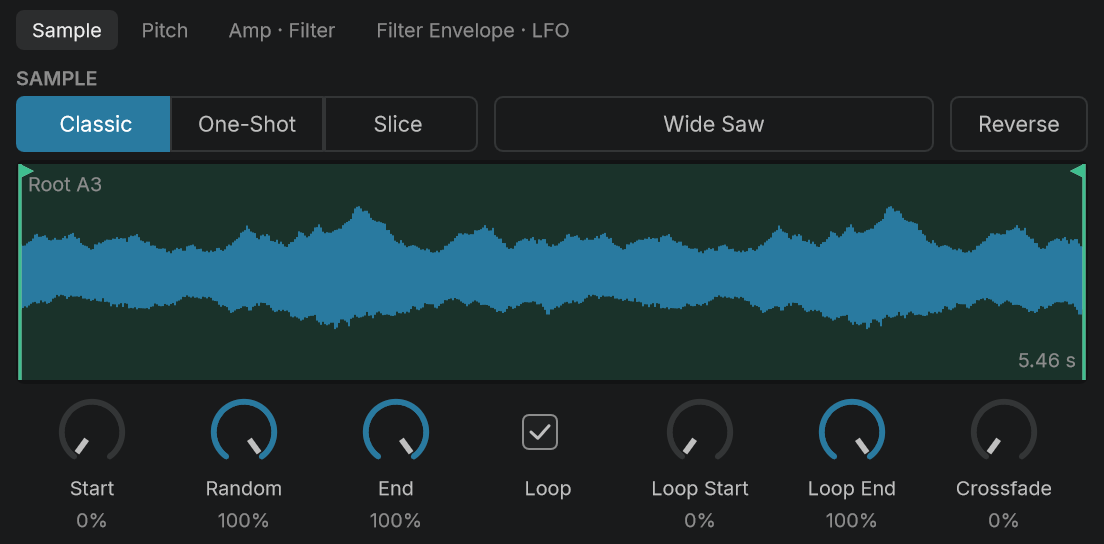 Sample Pitch Amp · Filter Filter Envelope · LFO
SAMPLE
Classic One-Shot Slice Wide Saw Reverse
Root A3
5.46 s
Start Random End Loop Loop Start Loop End Crossfade
0% 100% 100% 0% 100% 0%